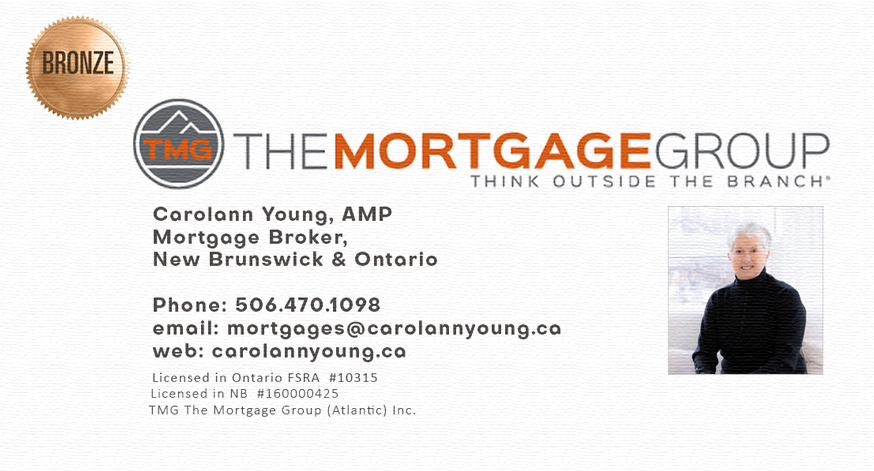 BRONZE
TMG
THEMORTGAGEGROUP
THINK OUTSIDE THE BRANCH®
Carolann Young, AMP
Mortgage Broker,
New Brunswick & Ontario
Phone: 506.470.1098
email: mortgages@carolannyoung.ca
web: carolannyoung.ca
Licensed in Ontario FSRA #10315
Licensed in NB #160000425
TMG The Mortgage Group (Atlantic) Inc.